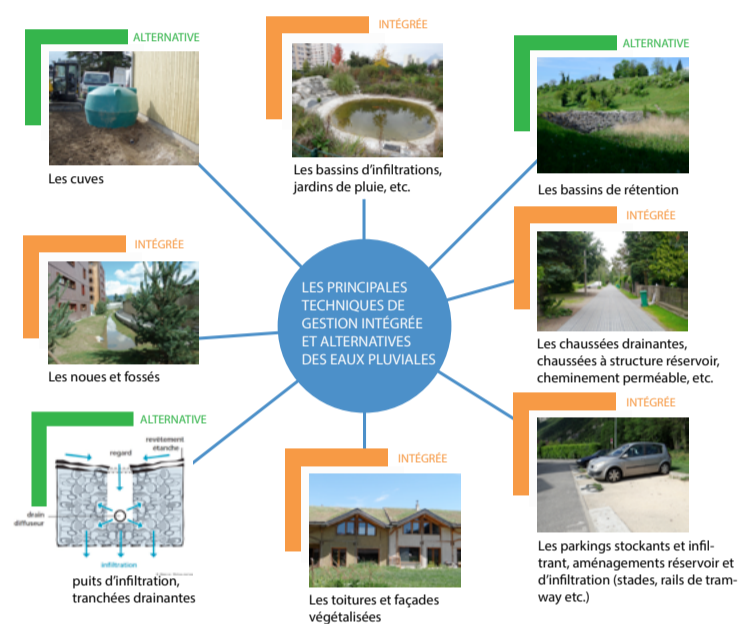 ALTERNATIVE
Les cuves
INTÉGRÉE
Les bassins d'infiltrations,
jardins de pluie, etc.
ALTERNATIVE
Les bassins de rétention
INTÉGRÉE
Les noues et fossés
LES PRINCIPALES
TECHNIQUES DE
GESTION INTÉGRÉE
ET ALTERNATIVES
DES EAUX PLUVIALES
INTÉGRÉE
Les chaussées drainantes,
chaussées à structure réservoir,
cheminement perméable, etc.
ALTERNATIVE
revêtement
étanche
regard
drain
diffuseur
infiltration
puits d'infiltration,
tranchées drainantes
INTÉGRÉE
Les toitures et façades
végétalisées
INTÉGRÉE
Les parkings stockants et infil-
trant, aménagements réservoir et
d'infiltration (stades, rails de tram-
way etc.)